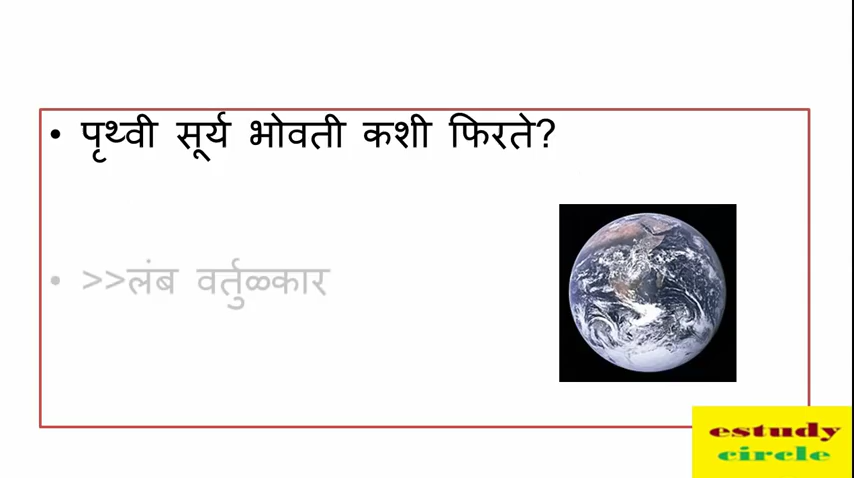 • पृथ्वी सूर्य भोवती कशी फिरते?
• >>लंब वर्तुळकार
estudy
circle